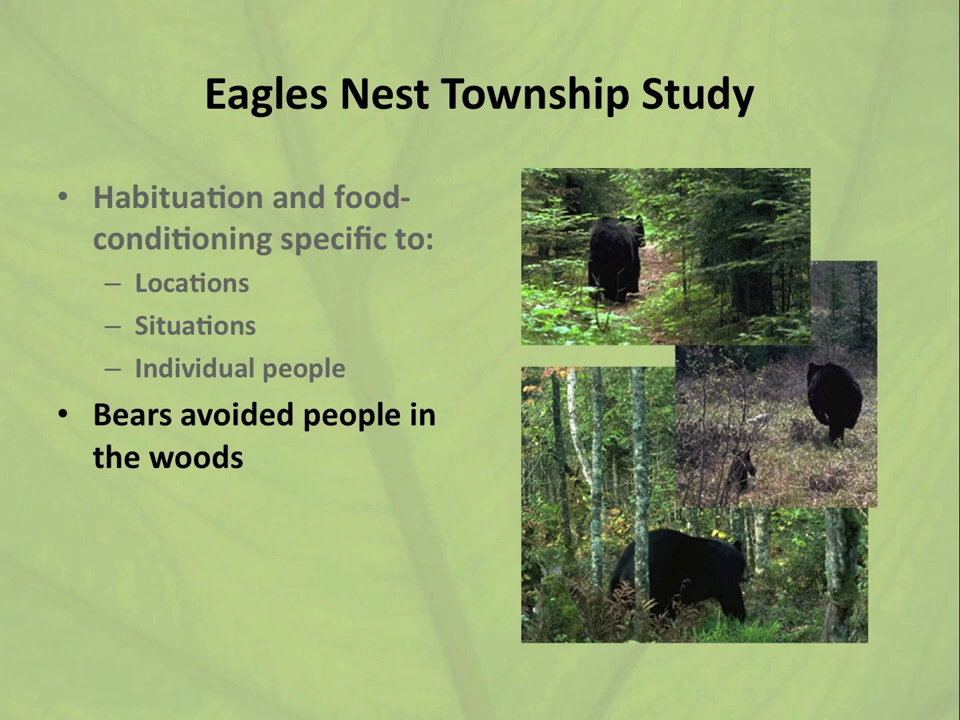 Eagles Nest Township Study
• Habituation and food-
conditioning specific to:
– Locations
– Situations
– Individual people
• Bears avoided people in
the woods